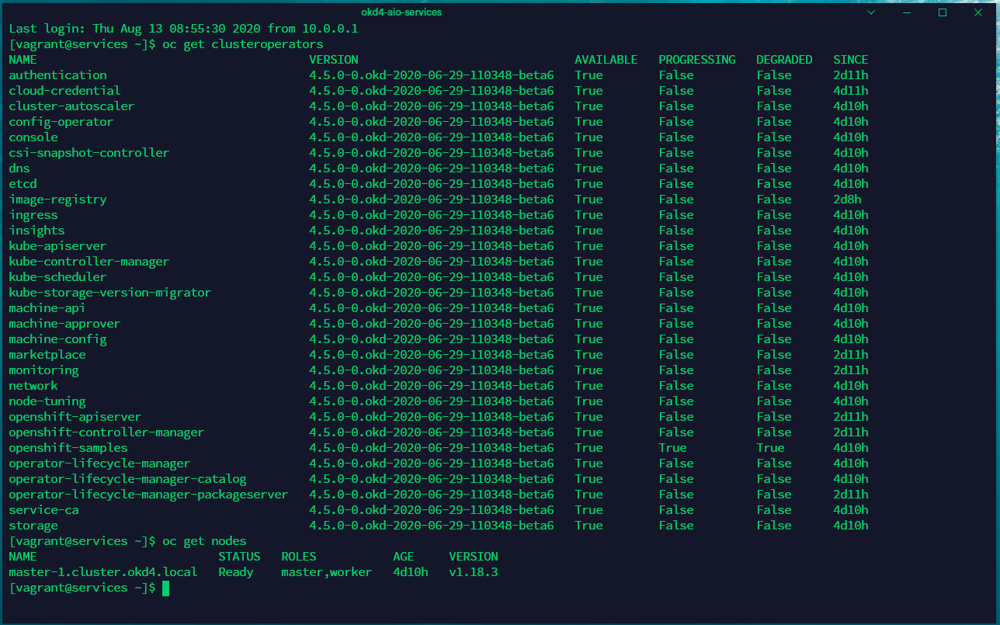 okd4-aio-services
Last login: Thu Aug 13 08:55:30 2020 from 10.0.0.1
[vagrant@services ~]$ oc get clusteroperators
NAME                                       VERSION                               AVAILABLE   PROGRESSING   DEGRADED   SINCE
authentication                             4.5.0-0.okd-2020-06-29-110348-beta6   True        False         False      2d11h
cloud-credential                           4.5.0-0.okd-2020-06-29-110348-beta6   True        False         False      4d11h
cluster-autoscaler                         4.5.0-0.okd-2020-06-29-110348-beta6   True        False         False      4d10h
config-operator                            4.5.0-0.okd-2020-06-29-110348-beta6   True        False         False      4d10h
console                                    4.5.0-0.okd-2020-06-29-110348-beta6   True        False         False      4d10h
csi-snapshot-controller                    4.5.0-0.okd-2020-06-29-110348-beta6   True        False         False      4d10h
dns                                        4.5.0-0.okd-2020-06-29-110348-beta6   True        False         False      4d10h
etcd                                       4.5.0-0.okd-2020-06-29-110348-beta6   True        False         False      4d10h
image-registry                             4.5.0-0.okd-2020-06-29-110348-beta6   True        False         False      2d8h
ingress                                    4.5.0-0.okd-2020-06-29-110348-beta6   True        False         False      4d10h
insights                                   4.5.0-0.okd-2020-06-29-110348-beta6   True        False         False      4d10h
kube-apiserver                             4.5.0-0.okd-2020-06-29-110348-beta6   True        False         False      4d10h
kube-controller-manager                    4.5.0-0.okd-2020-06-29-110348-beta6   True        False         False      4d10h
kube-scheduler                             4.5.0-0.okd-2020-06-29-110348-beta6   True        False         False      4d10h
kube-storage-version-migrator              4.5.0-0.okd-2020-06-29-110348-beta6   True        False         False      4d10h
machine-api                                4.5.0-0.okd-2020-06-29-110348-beta6   True        False         False      4d10h
machine-approver                           4.5.0-0.okd-2020-06-29-110348-beta6   True        False         False      4d10h
machine-config                             4.5.0-0.okd-2020-06-29-110348-beta6   True        False         False      4d10h
marketplace                                4.5.0-0.okd-2020-06-29-110348-beta6   True        False         False      2d11h
monitoring                                 4.5.0-0.okd-2020-06-29-110348-beta6   True        False         False      2d11h
network                                    4.5.0-0.okd-2020-06-29-110348-beta6   True        False         False      4d10h
node-tuning                                4.5.0-0.okd-2020-06-29-110348-beta6   True        False         False      4d10h
openshift-apiserver                        4.5.0-0.okd-2020-06-29-110348-beta6   True        False         False      2d11h
openshift-controller-manager               4.5.0-0.okd-2020-06-29-110348-beta6   True        False         False      2d11h
openshift-samples                          4.5.0-0.okd-2020-06-29-110348-beta6   True        True          True       4d10h
operator-lifecycle-manager                 4.5.0-0.okd-2020-06-29-110348-beta6   True        False         False      4d10h
operator-lifecycle-manager-catalog         4.5.0-0.okd-2020-06-29-110348-beta6   True        False         False      4d10h
operator-lifecycle-manager-packageserver   4.5.0-0.okd-2020-06-29-110348-beta6   True        False         False      2d11h
service-ca                                 4.5.0-0.okd-2020-06-29-110348-beta6   True        False         False      4d10h
storage                                    4.5.0-0.okd-2020-06-29-110348-beta6   True        False         False      4d10h
[vagrant@services ~]$ oc get nodes
NAME                          STATUS   ROLES           AGE     VERSION
master-1.cluster.okd4.local   Ready    master,worker   4d10h   v1.18.3
[vagrant@services ~]$